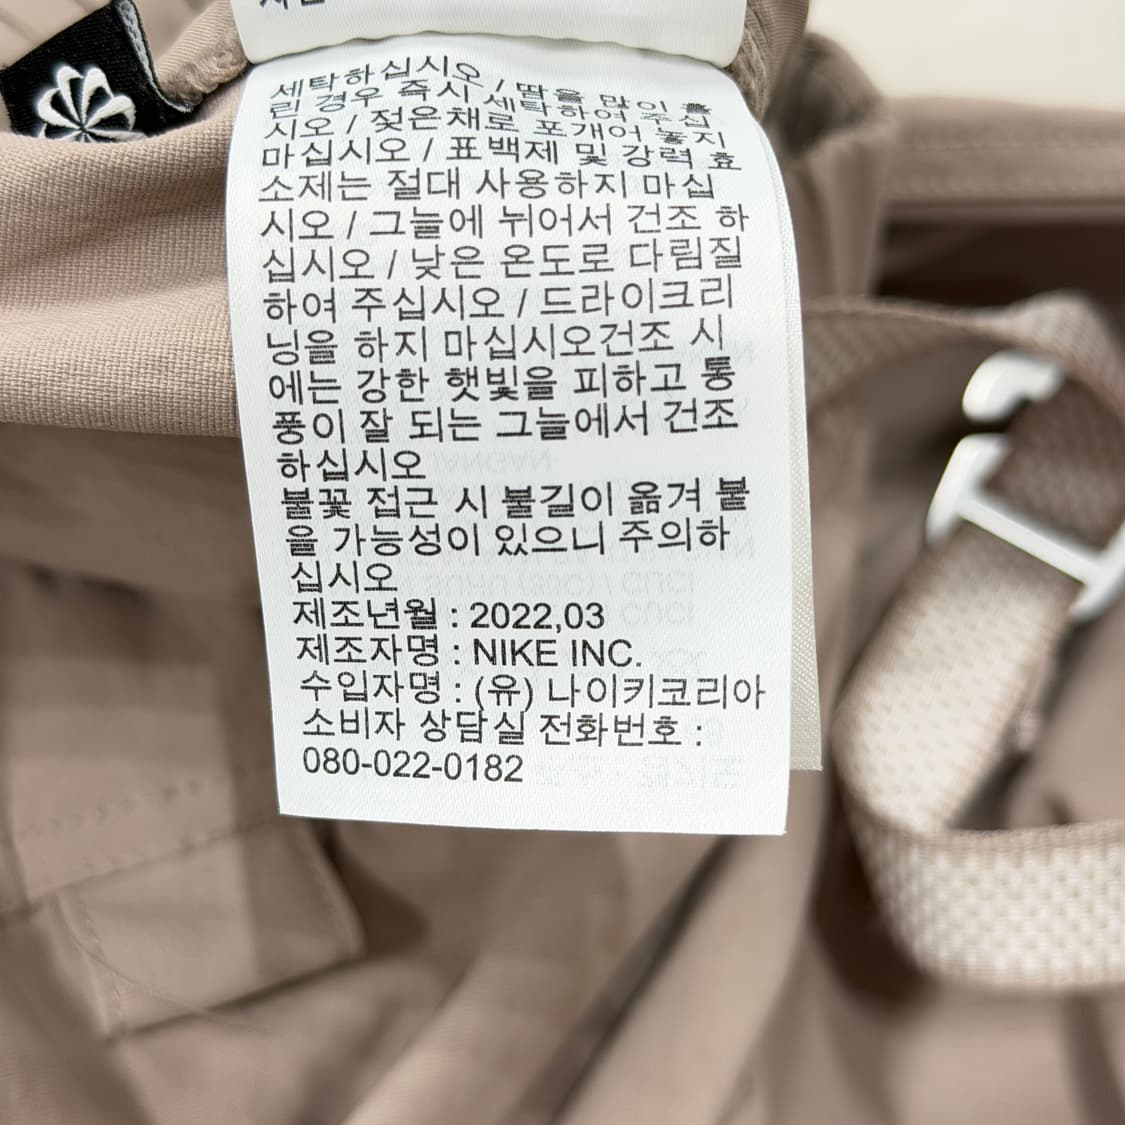 세탁하십시오 / 땀을 많이 흘
린 경우 즉시 세탁하여 주십
시오 / 젖은채로 포개어 놓지
마십시오 / 표백제 및 강력 효
소제는 절대 사용하지 마십
시오 / 그늘에 뉘어서 건조 하
십시오 / 낮은 온도로 다림질
하여 주십시오 / 드라이크리
닝을 하지 마십시오건조 시
에는 강한 햇빛을 피하고 통
풍이 잘 되는 그늘에서 건조
하십시오
불꽃 접근 시 불길이 옮겨 붙
을 가능성이 있으니 주의하
십시오
제조년월 : 2022,03
제조자명 : NIKE INC.
수입자명 : (유) 나이키코리아
소비자 상담실 전화번호 :
080-022-0182